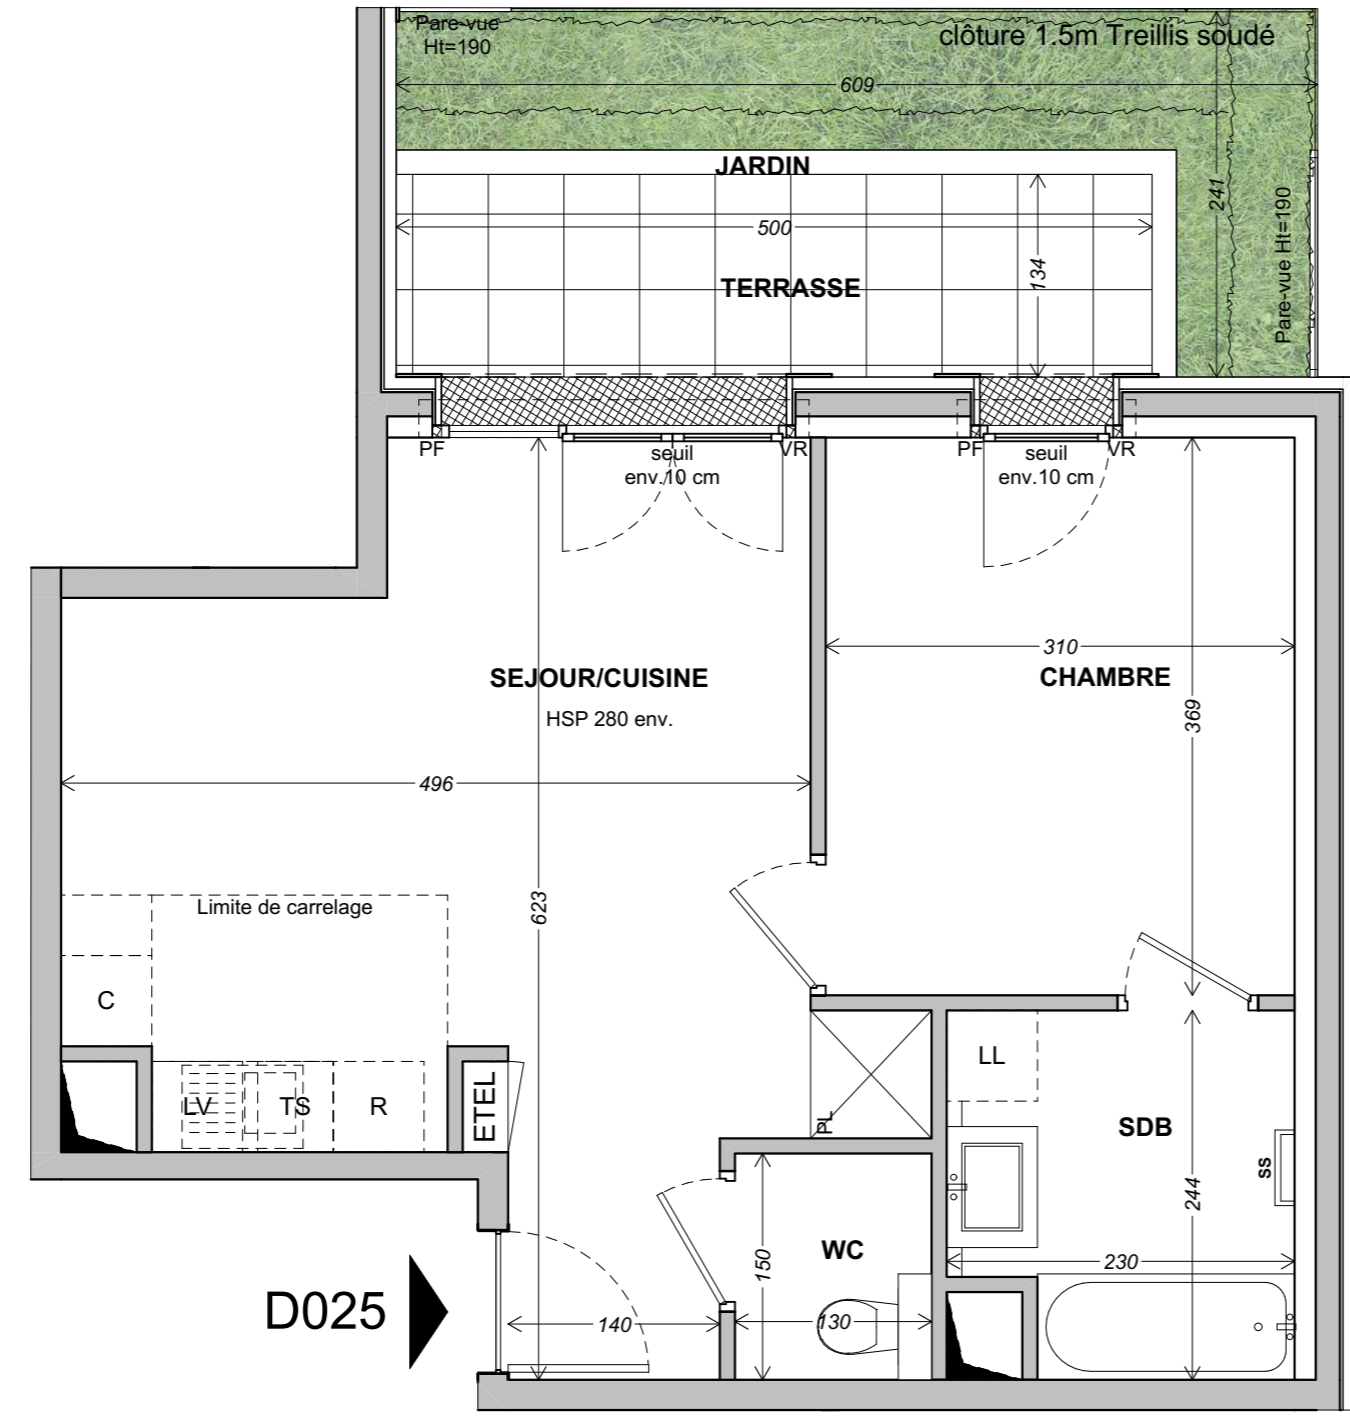 Pare-vue
Ht=190
clôture 1.5m Treillis soudé
609
JARDIN
241
Pare-vue Ht=190
500
134
TERRASSE
PF
seuil
env.10 cm
VR
PF
seuil
env.10 cm
VR
310
SEJOUR/CUISINE
HSP 280 env.
CHAMBRE
369
496
623
Limite de carrelage
C
LV
TS
R
ETEL
PL
LL
SDB
ss
244
WC
150
230
D025
140
130